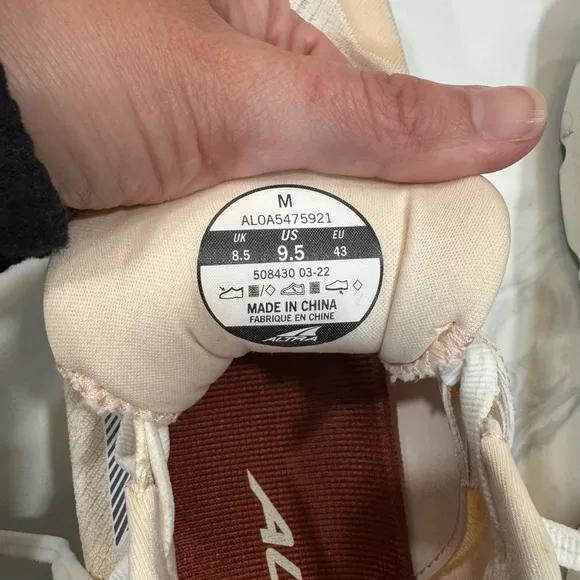 M
AL0A5475921
UK US EU
8.5 9.5 43
508430 03-22
MADE IN CHINA
FABRIQUE EN CHINE
ALTRA